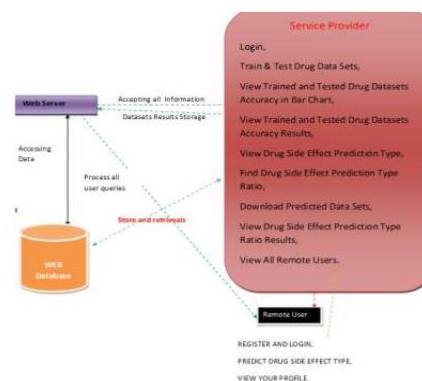 Service Provider
Login,
Train & Test Drug Data Sets,
View Trained and Tested Drug Datasets
Accuracy in Bar Chart,
View Trained and Tested Drug Datasets
Accuracy Results,
View Drug Side Effect Prediction Type,
Find Drug Side Effect Prediction Type
Ratio,
Download Predicted Data Sets,
View Drug Side Effect Prediction Type
Ratio Results,
View All Remote Users.
Web Server
Accepting all Information
Datasets Results Storage
Accessing
Data
Process all
user queries
Store and retrievals
WEB
Database
Remote User
REGISTER AND LOGIN,
PREDICT DRUG SIDE EFFECT TYPE,
VIEW YOUR PROFILE.